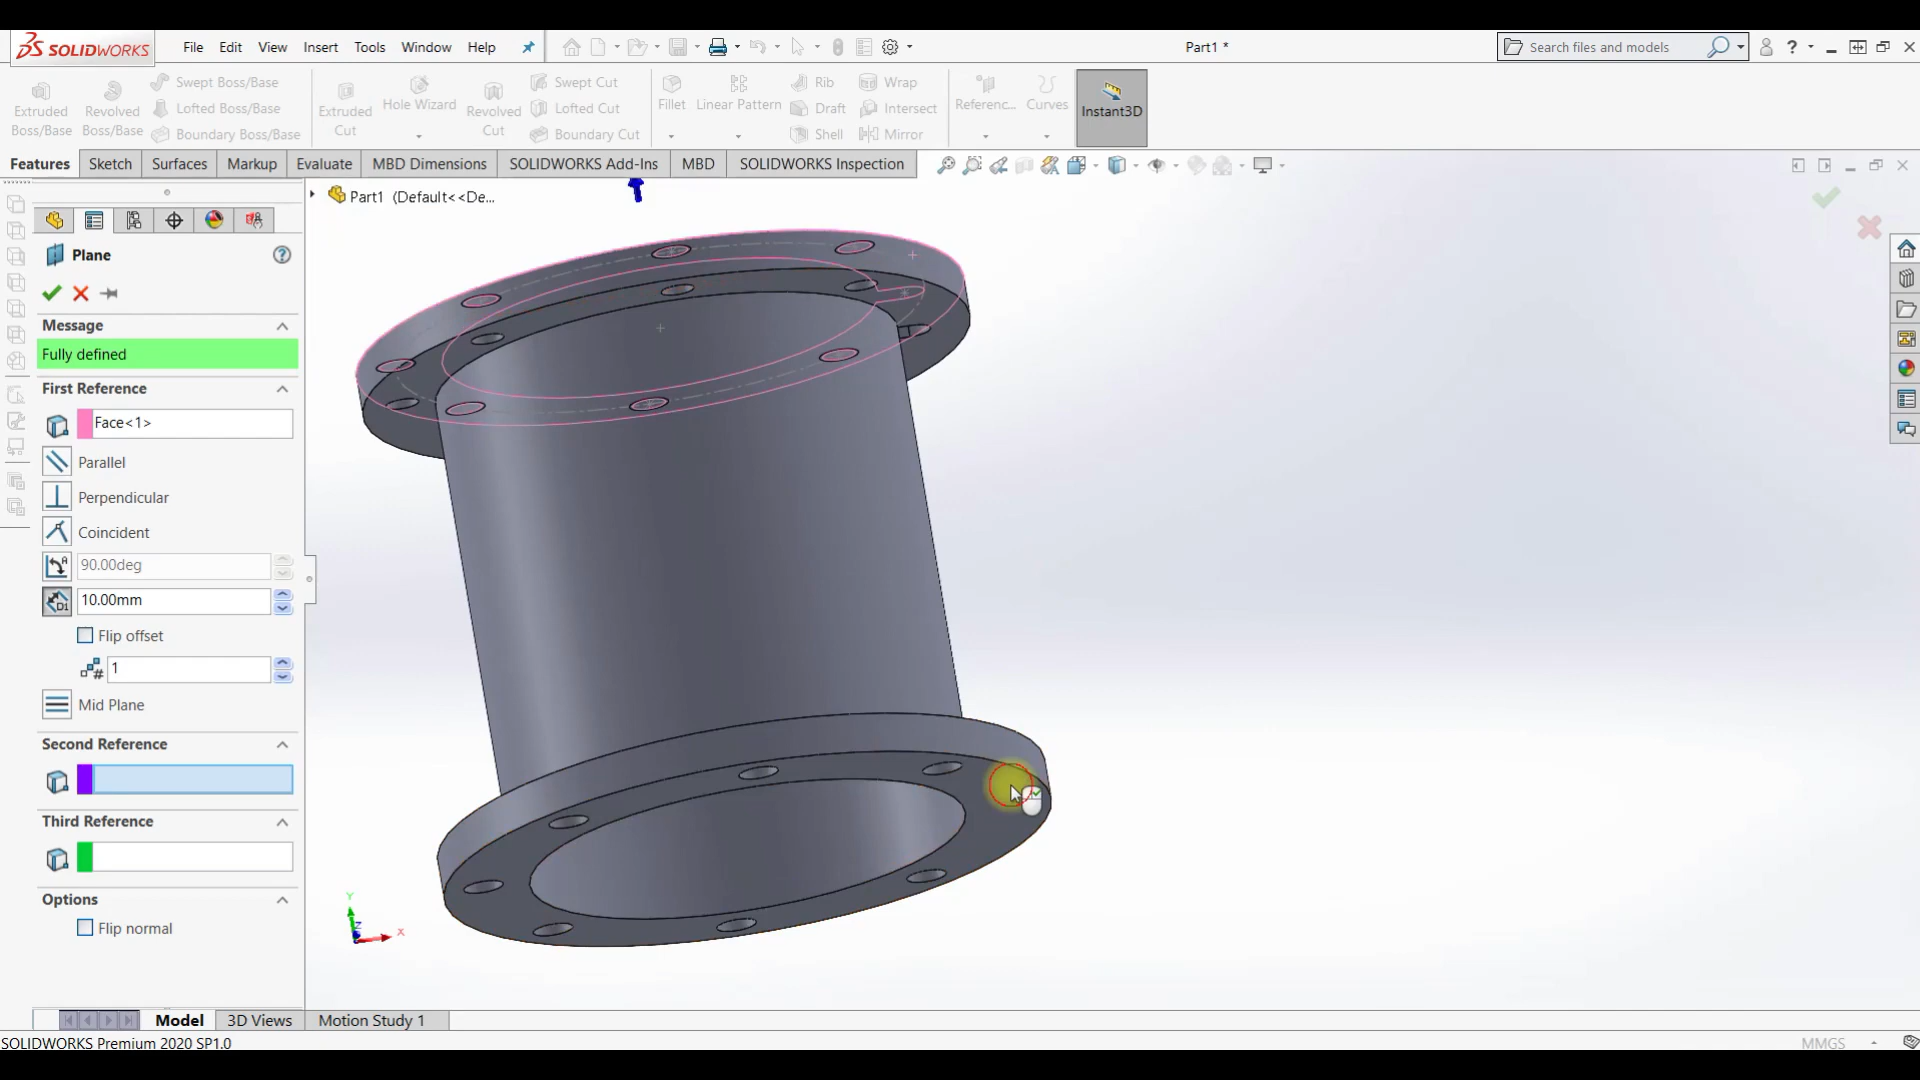 SOLIDWORKS File Edit View Insert Tools Window Help Part1 * Search files and models ?
Extruded Boss/Base
Revolved Boss/Base
Swept Boss/Base
Lofted Boss/Base
Boundary Boss/Base
Extruded Cut
Hole Wizard
Revolved Cut
Swept Cut
Lofted Cut
Boundary Cut
Fillet
Linear Pattern
Rib
Draft
Shell
Wrap
Intersect
Mirror
Referenc...
Curves
Instant3D
Features Sketch Surfaces Markup Evaluate MBD Dimensions SOLIDWORKS Add-Ins MBD SOLIDWORKS Inspection
Part1 (Default<<De...
Plane ?
Message
Fully defined
First Reference
Face<1>
Parallel
Perpendicular
Coincident
90.00deg
10.00mm
Flip offset
# 1
Mid Plane
Second Reference
Third Reference
Options
Flip normal
Y
Z
X
Model 3D Views Motion Study 1
SOLIDWORKS Premium 2020 SP1.0 MMGS